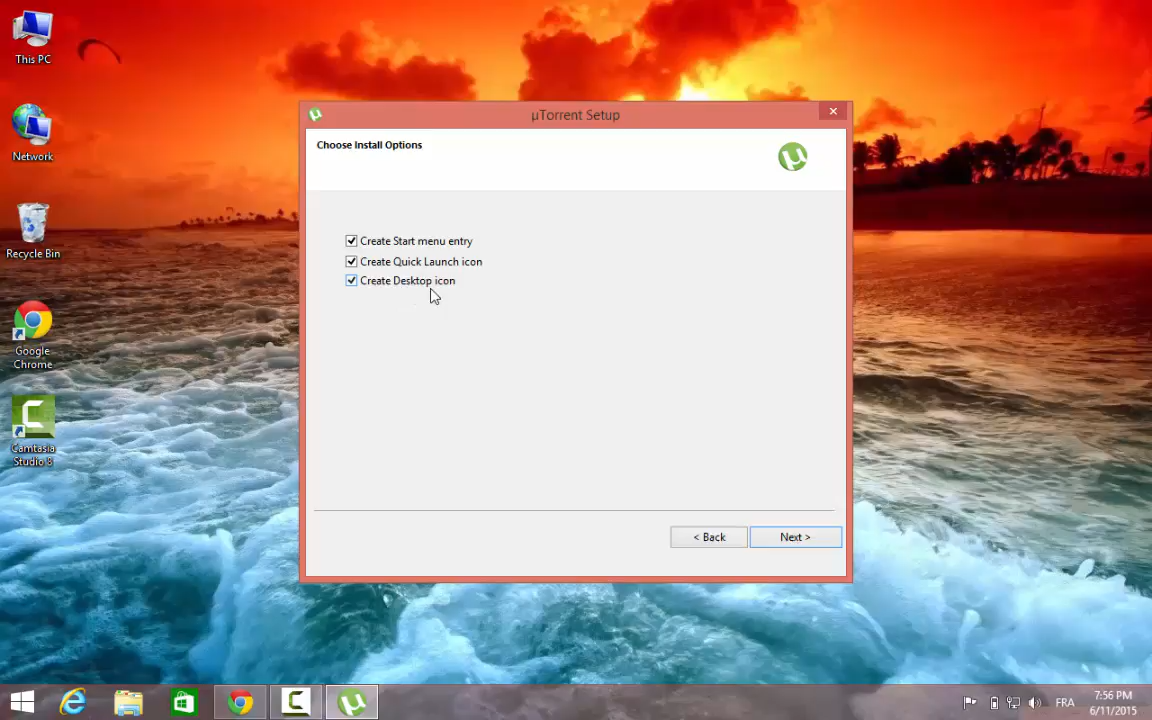 This PC
Network
Recycle Bin
Google
Chrome
Camtasia
Studio 8
µTorrent Setup
Choose Install Options
Create Start menu entry
Create Quick Launch icon
Create Desktop icon
< Back
Next >
FRA
7:56 PM
6/11/2015